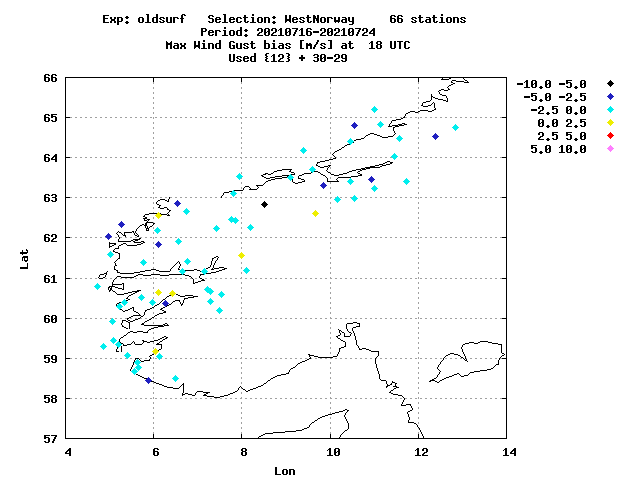 Exp: oldsurf   Selection: WestNorway     66 stations
Period: 20210716-20210724
Max Wind Gust bias [m/s] at  18 UTC
Used {12} + 30-29
66
65
64
63
62
61
60
59
58
57
Lat
4 6 8 10 12 14
Lon
-10.0 -5.0
-5.0 -2.5
-2.5 0.0
0.0 2.5
2.5 5.0
5.0 10.0